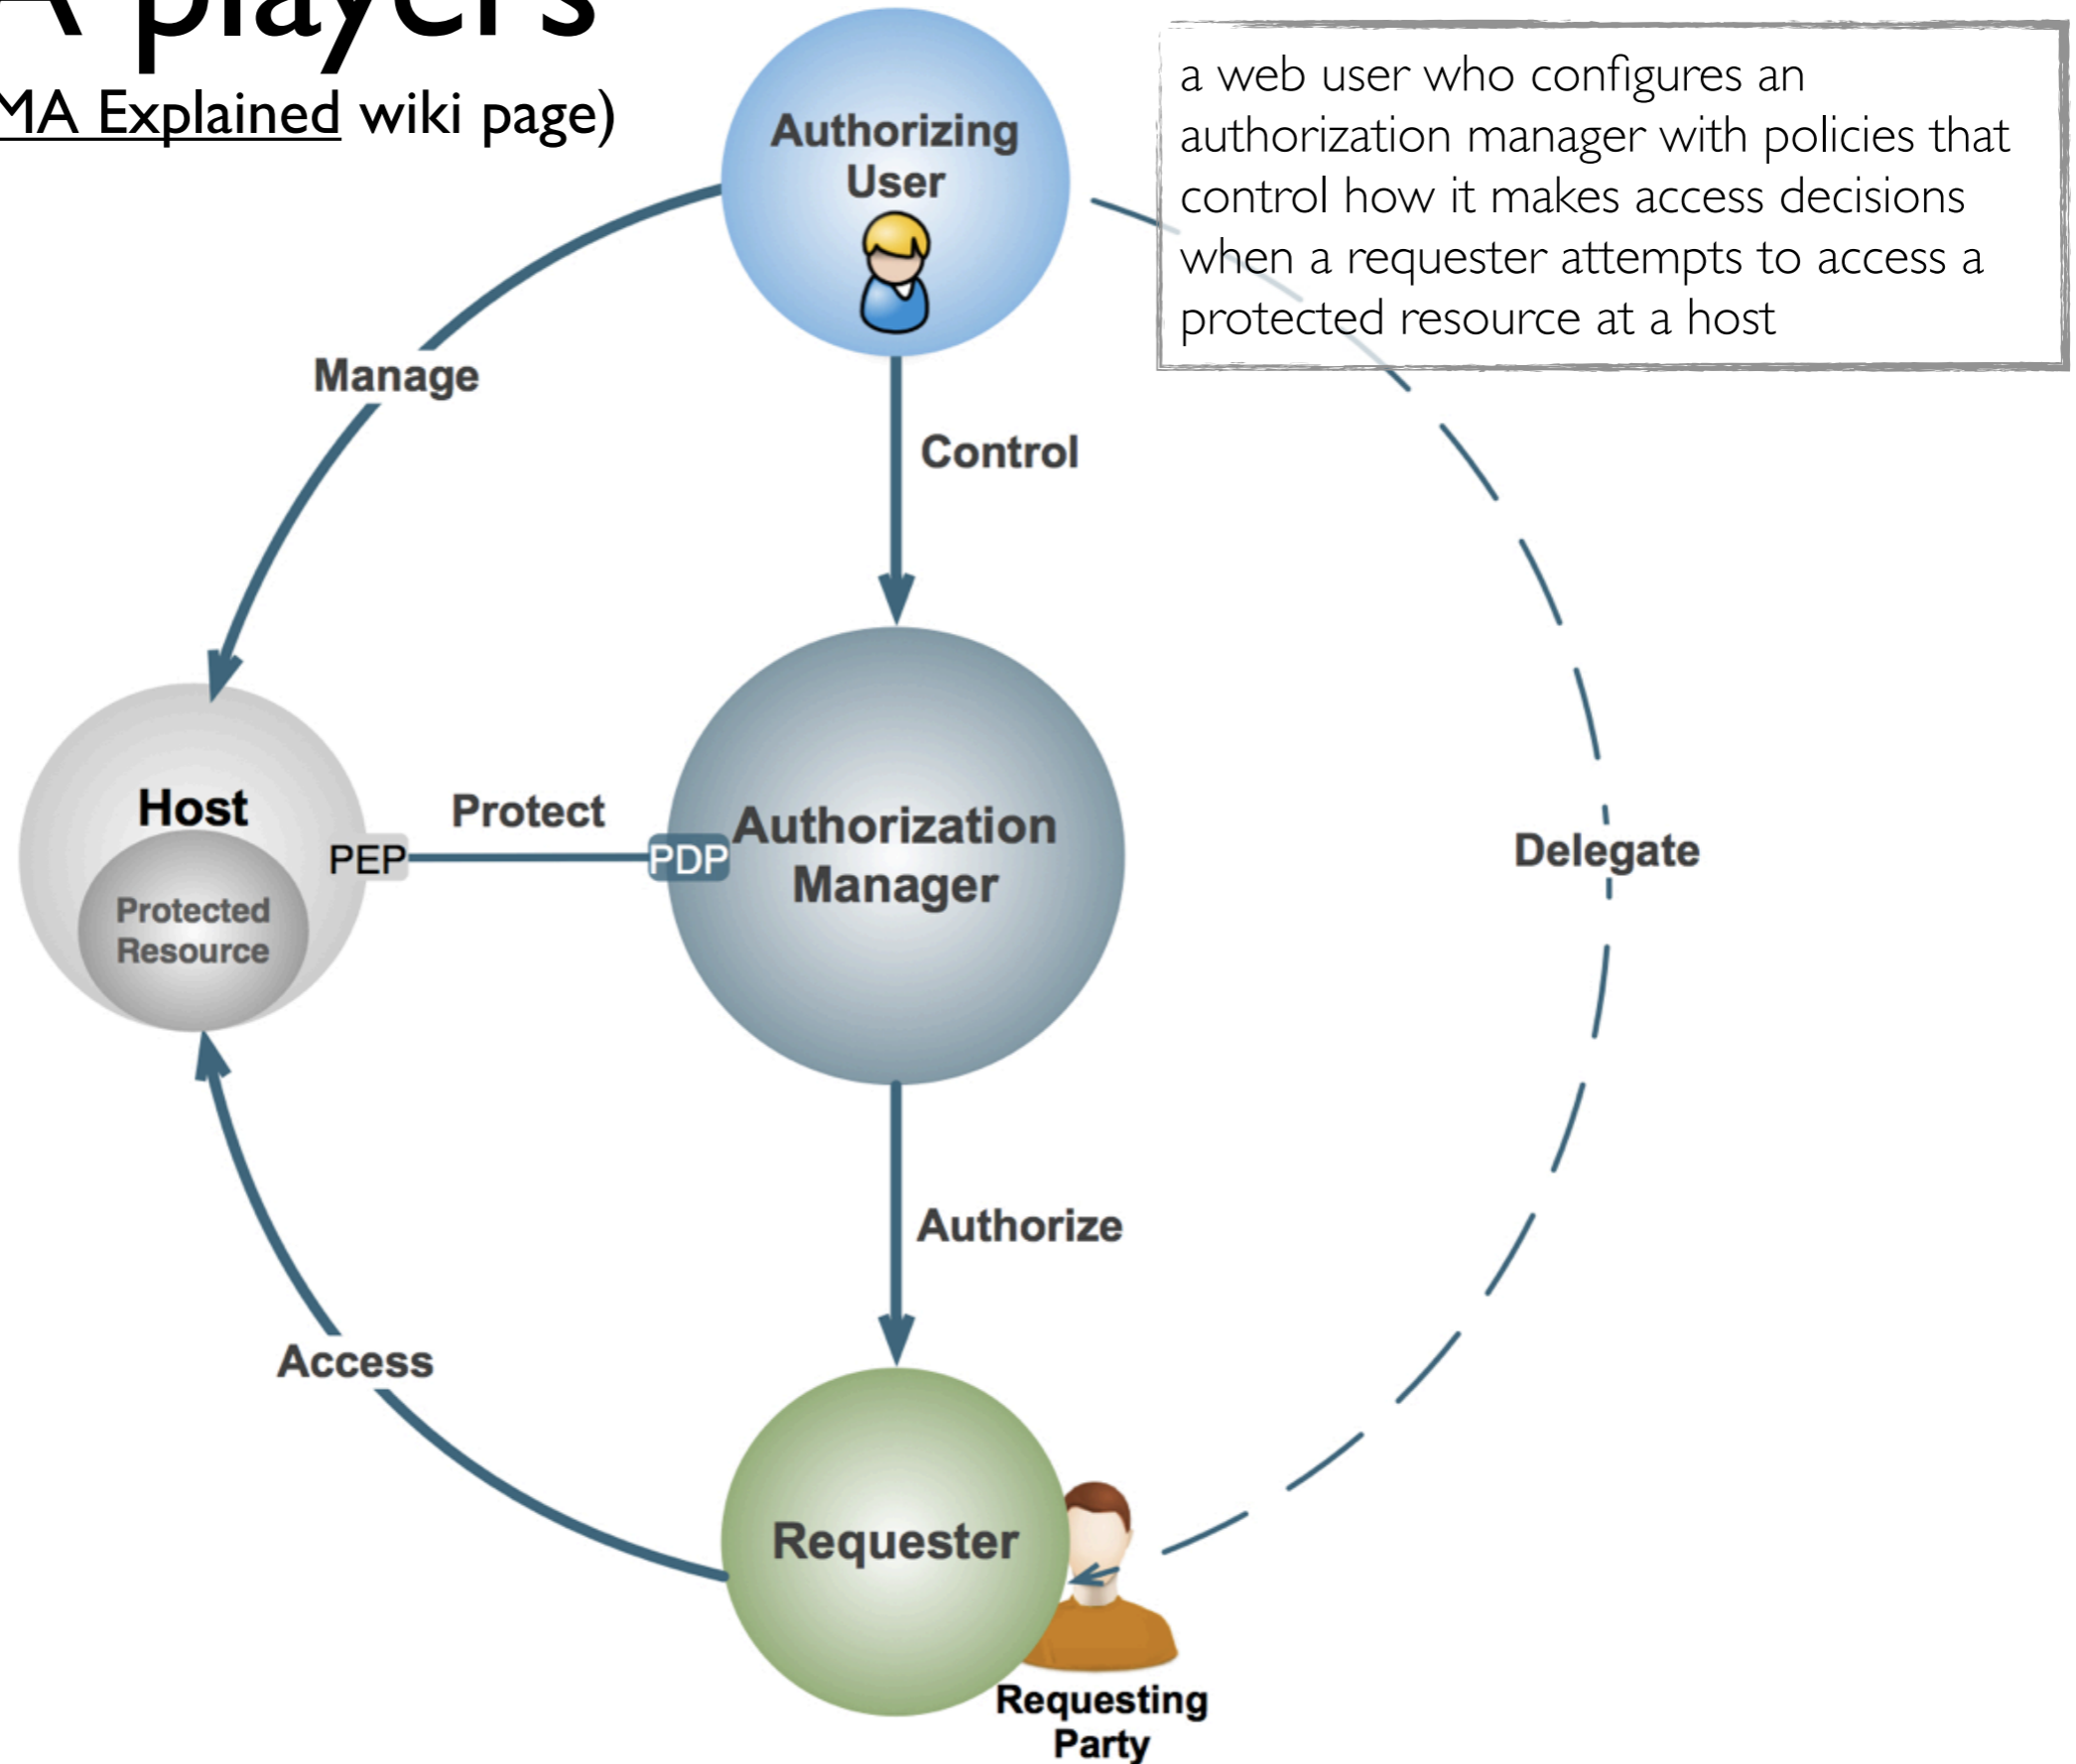 A players
MA Explained wiki page)
Authorizing
User
a web user who configures an
authorization manager with policies that
control how it makes access decisions
when a requester attempts to access a
protected resource at a host
Manage
Control
Host
Protect
PEP
PDP
Authorization
Manager
Protected
Resource
Delegate
Authorize
Access
Requester
Requesting
Party